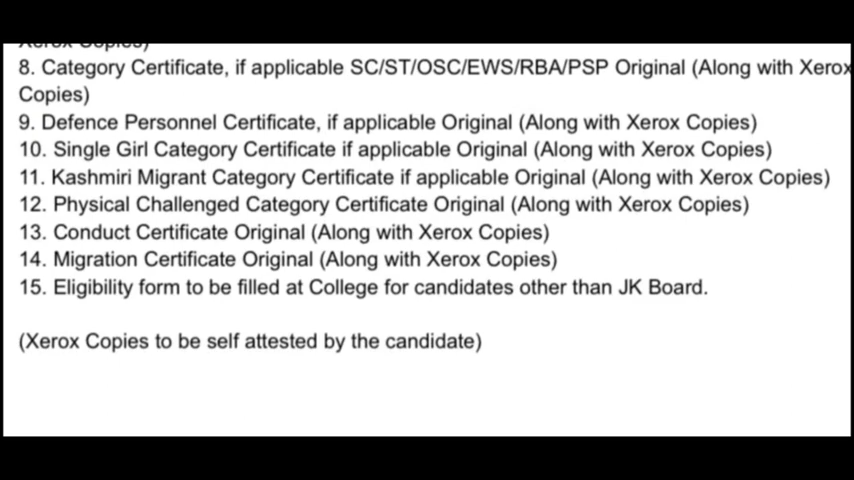 Xerox Copies)
8. Category Certificate, if applicable SC/ST/OSC/EWS/RBA/PSP Original (Along with Xerox
Copies)
9. Defence Personnel Certificate, if applicable Original (Along with Xerox Copies)
10. Single Girl Category Certificate if applicable Original (Along with Xerox Copies)
11. Kashmiri Migrant Category Certificate if applicable Original (Along with Xerox Copies)
12. Physical Challenged Category Certificate Original (Along with Xerox Copies)
13. Conduct Certificate Original (Along with Xerox Copies)
14. Migration Certificate Original (Along with Xerox Copies)
15. Eligibility form to be filled at College for candidates other than JK Board.
(Xerox Copies to be self attested by the candidate)